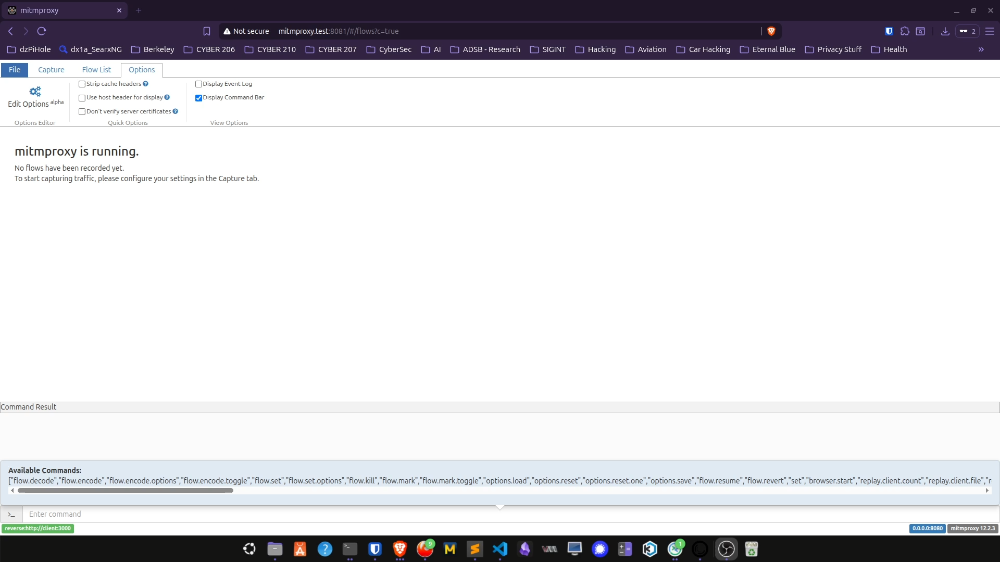 mitmproxy
Not secure mitmproxy.test:8081/#/flows?c=true
2
dzPiHole dx1a_SearxNG Berkeley CYBER 206 CYBER 210 CYBER 207 CyberSec AI ADSB - Research SIGINT Hacking Aviation Car Hacking Eternal Blue Privacy Stuff Health »
File Capture Flow List Options
Edit Options alpha
Options Editor
Strip cache headers
Use host header for display
Don't verify server certificates
Quick Options
Display Event Log
Display Command Bar
View Options
mitmproxy is running.
No flows have been recorded yet.
To start capturing traffic, please configure your settings in the Capture tab.
Command Result
Available Commands:
["flow.decode","flow.encode","flow.encode.options","flow.encode.toggle","flow.set","flow.set.options","flow.kill","flow.mark","flow.mark.toggle","options.load","options.reset","options.reset.one","options.save","flow.resume","flow.revert","set","browser.start","replay.client.count","replay.client.file","r
>_ Enter command
reverse:http://client:3000
0.0.0.0:8080 mitmproxy 12.2.3
9
1